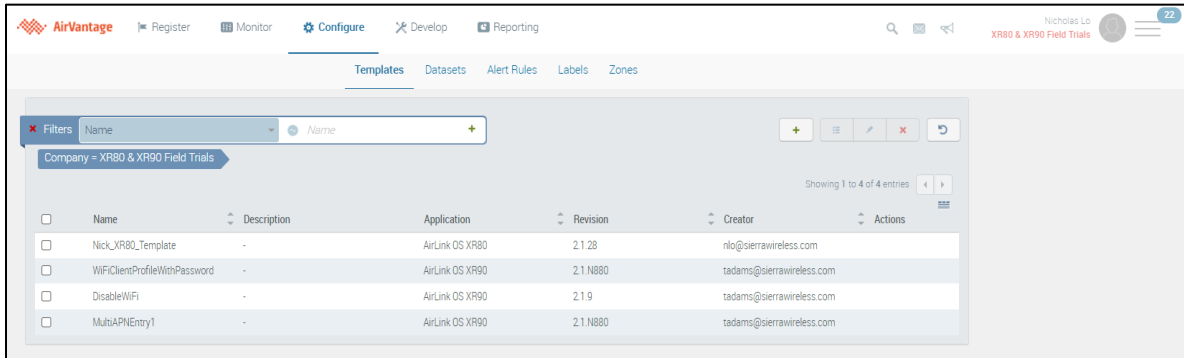 AirVantage Register Monitor Configure Develop Reporting Nicholas Lo 22
XR80 & XR90 Field Trials
Templates Datasets Alert Rules Labels Zones
Filters Name Name
Company = XR80 & XR90 Field Trials
Showing 1 to 4 of 4 entries
Name Description Application Revision Creator Actions
Nick_XR80_Template - AirLink OS XR80 2.1.28 nlo@sierrawireless.com
WiFiClientProfileWithPassword - AirLink OS XR90 2.1.N880 tadams@sierrawireless.com
DisableWiFi - AirLink OS XR90 2.1.9 tadams@sierrawireless.com
MultiAPNEntry1 - AirLink OS XR90 2.1.N880 tadams@sierrawireless.com